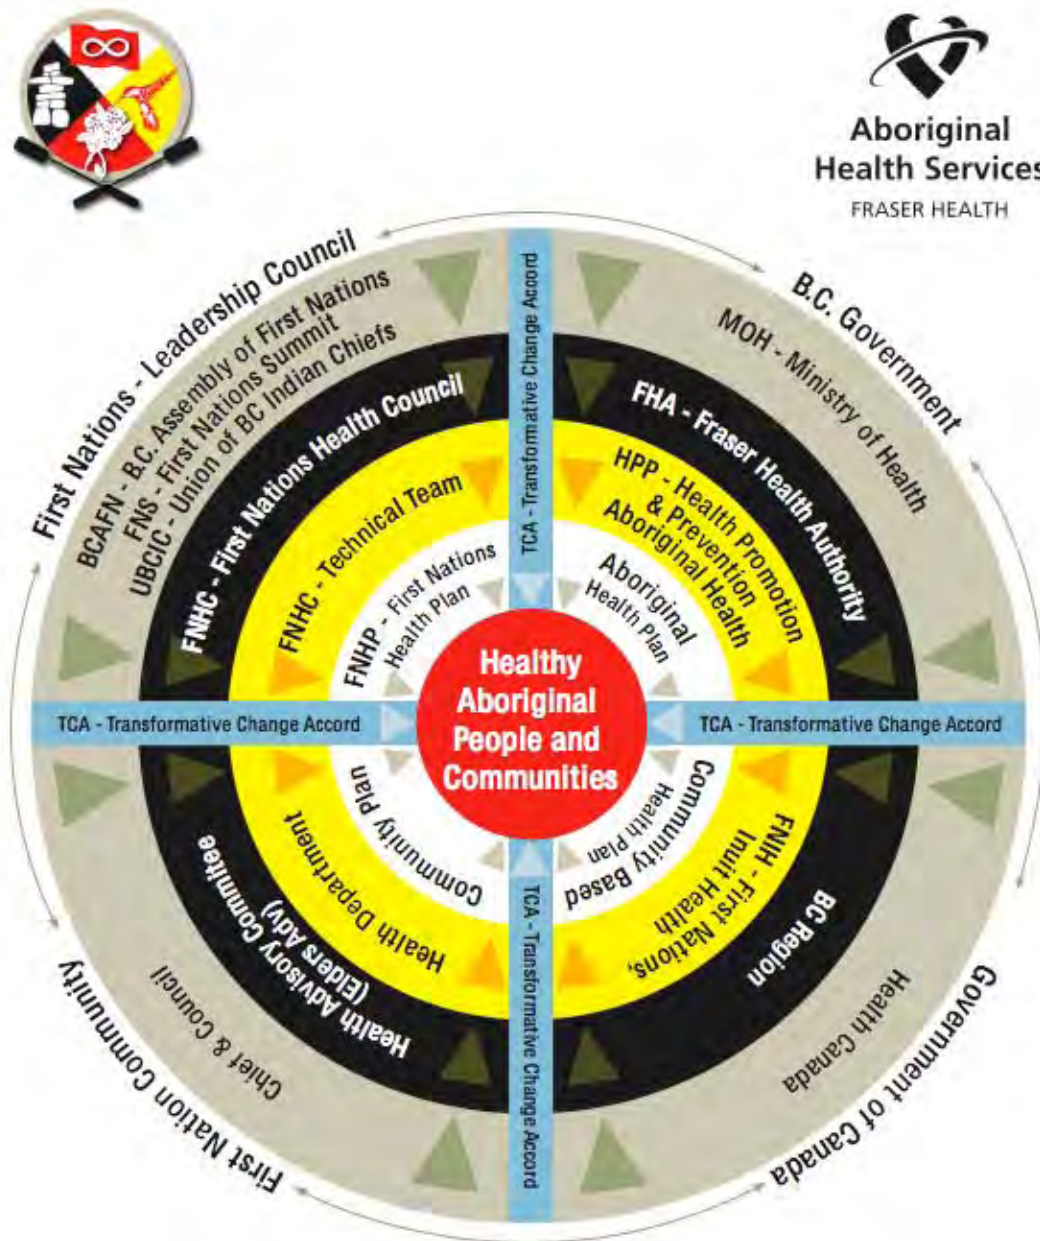 Aboriginal
Health Services
FRASER HEALTH
First Nations - Leadership Council
BCAFN - B.C. Assembly of First Nations
FNS - First Nations Summit
UBCIC - Union of BC Indian Chiefs
FNHC - First Nations Health Council
FNHC - Technical Team
FNHP - First Nations
Health Plan
TCA - Transformative Change Accord
B.C. Government
MOH - Ministry of Health
FHA - Fraser Health Authority
HPP - Health Promotion
& Prevention
Aboriginal Health
Aboriginal
Health Plan
Healthy
Aboriginal
People and
Communities
TCA - Transformative Change Accord
TCA - Transformative Change Accord
Community Plan
Health Department
Health Advisory Committee
(Elders Adv)
Chief & Council
First Nation Community
TCA - Transformative Change Accord
Community Based
Health Plan
FNIH - First Nations,
Inuit Health
BC Region
Health Canada
Government of Canada